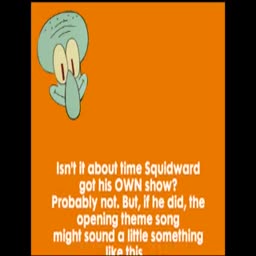 Isn't it about time Squidward
got his OWN show?
Probably not. But, if he did, the
opening theme song
might sound a little something
like this